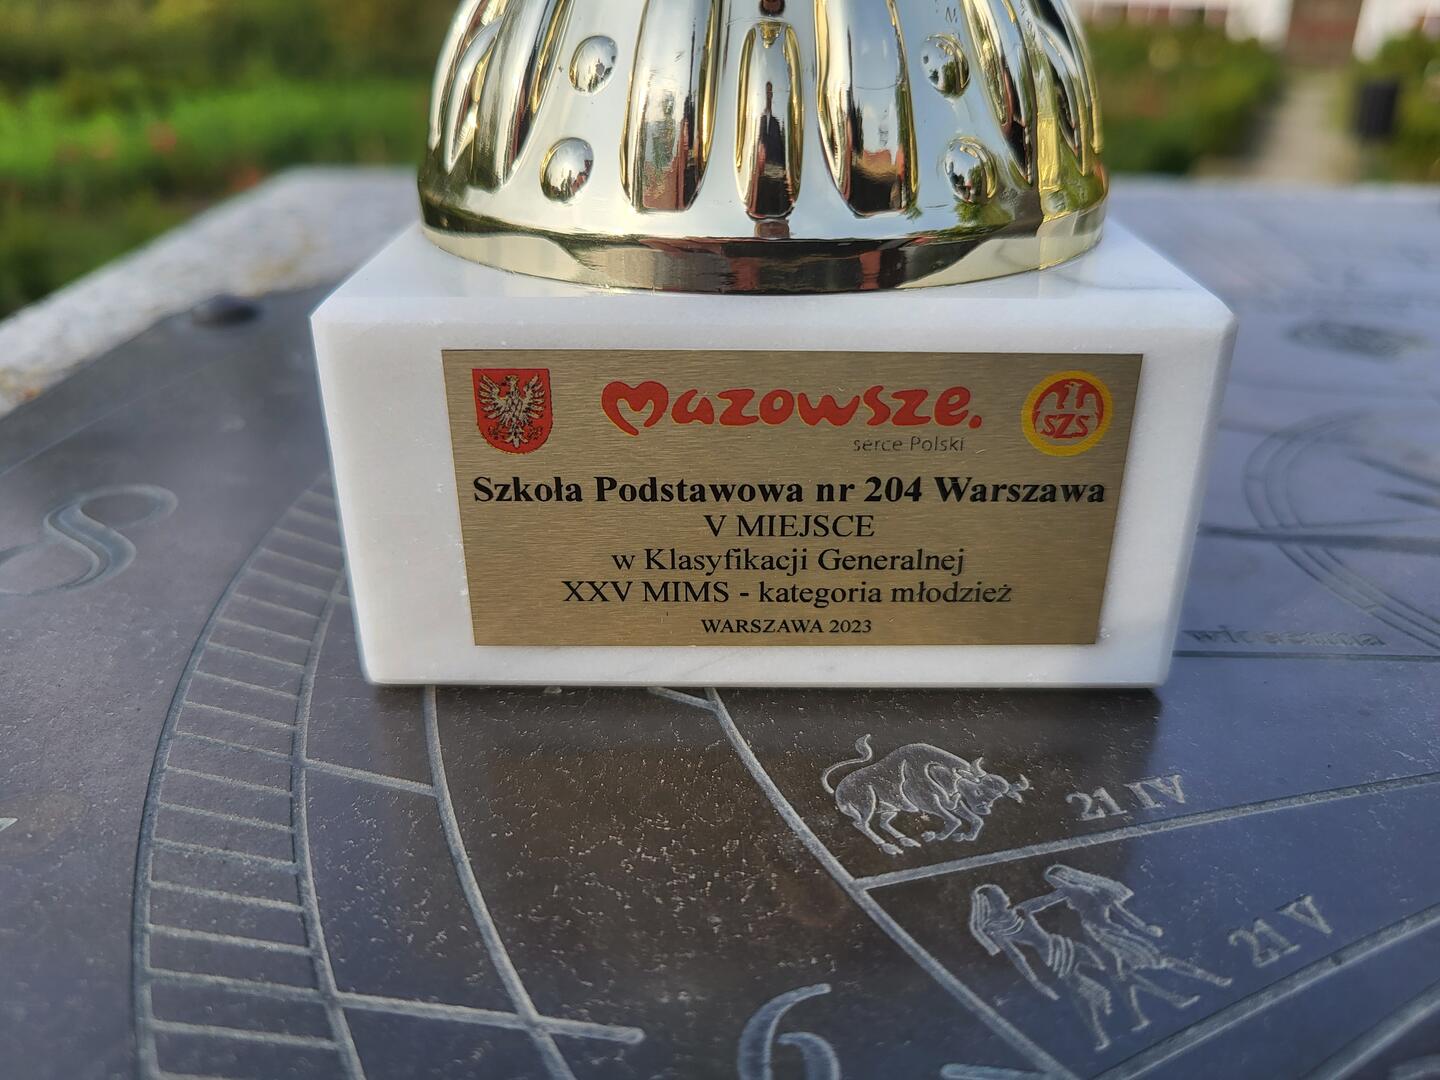 Mazowsze.
serce Polski
SZS
Szkoła Podstawowa nr 204 Warszawa
V MIEJSCE
w Klasyfikacji Generalnej
XXV MIMS - kategoria młodzież
WARSZAWA 2023
21 IV
21 V